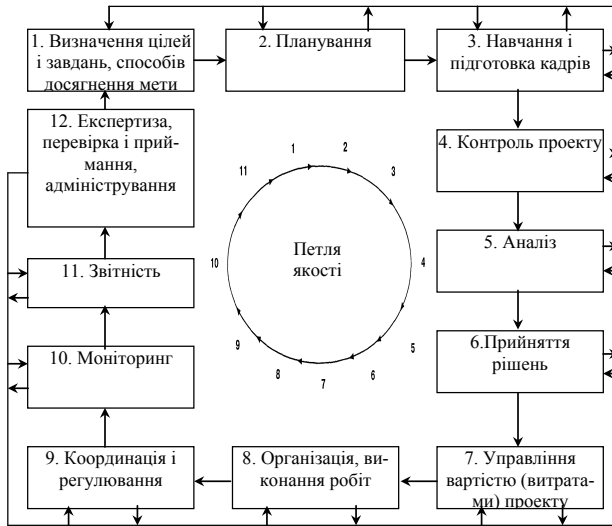 1. Визначення цілей
і завдань, способів
досягнення мети
2. Планування
3. Навчання і
підготовка кадрів
12. Експертиза,
перевірка і прий-
мання,
адміністрування
4. Контроль проекту
1
2
3
4
5
6
7
8
9
10
11
Петля
якості
5. Аналіз
11. Звітність
6.Прийняття
рішень
10. Моніторинг
9. Координація і
регулювання
8. Організація, ви-
конання робіт
7. Управління
вартістю (витрата-
ми) проекту